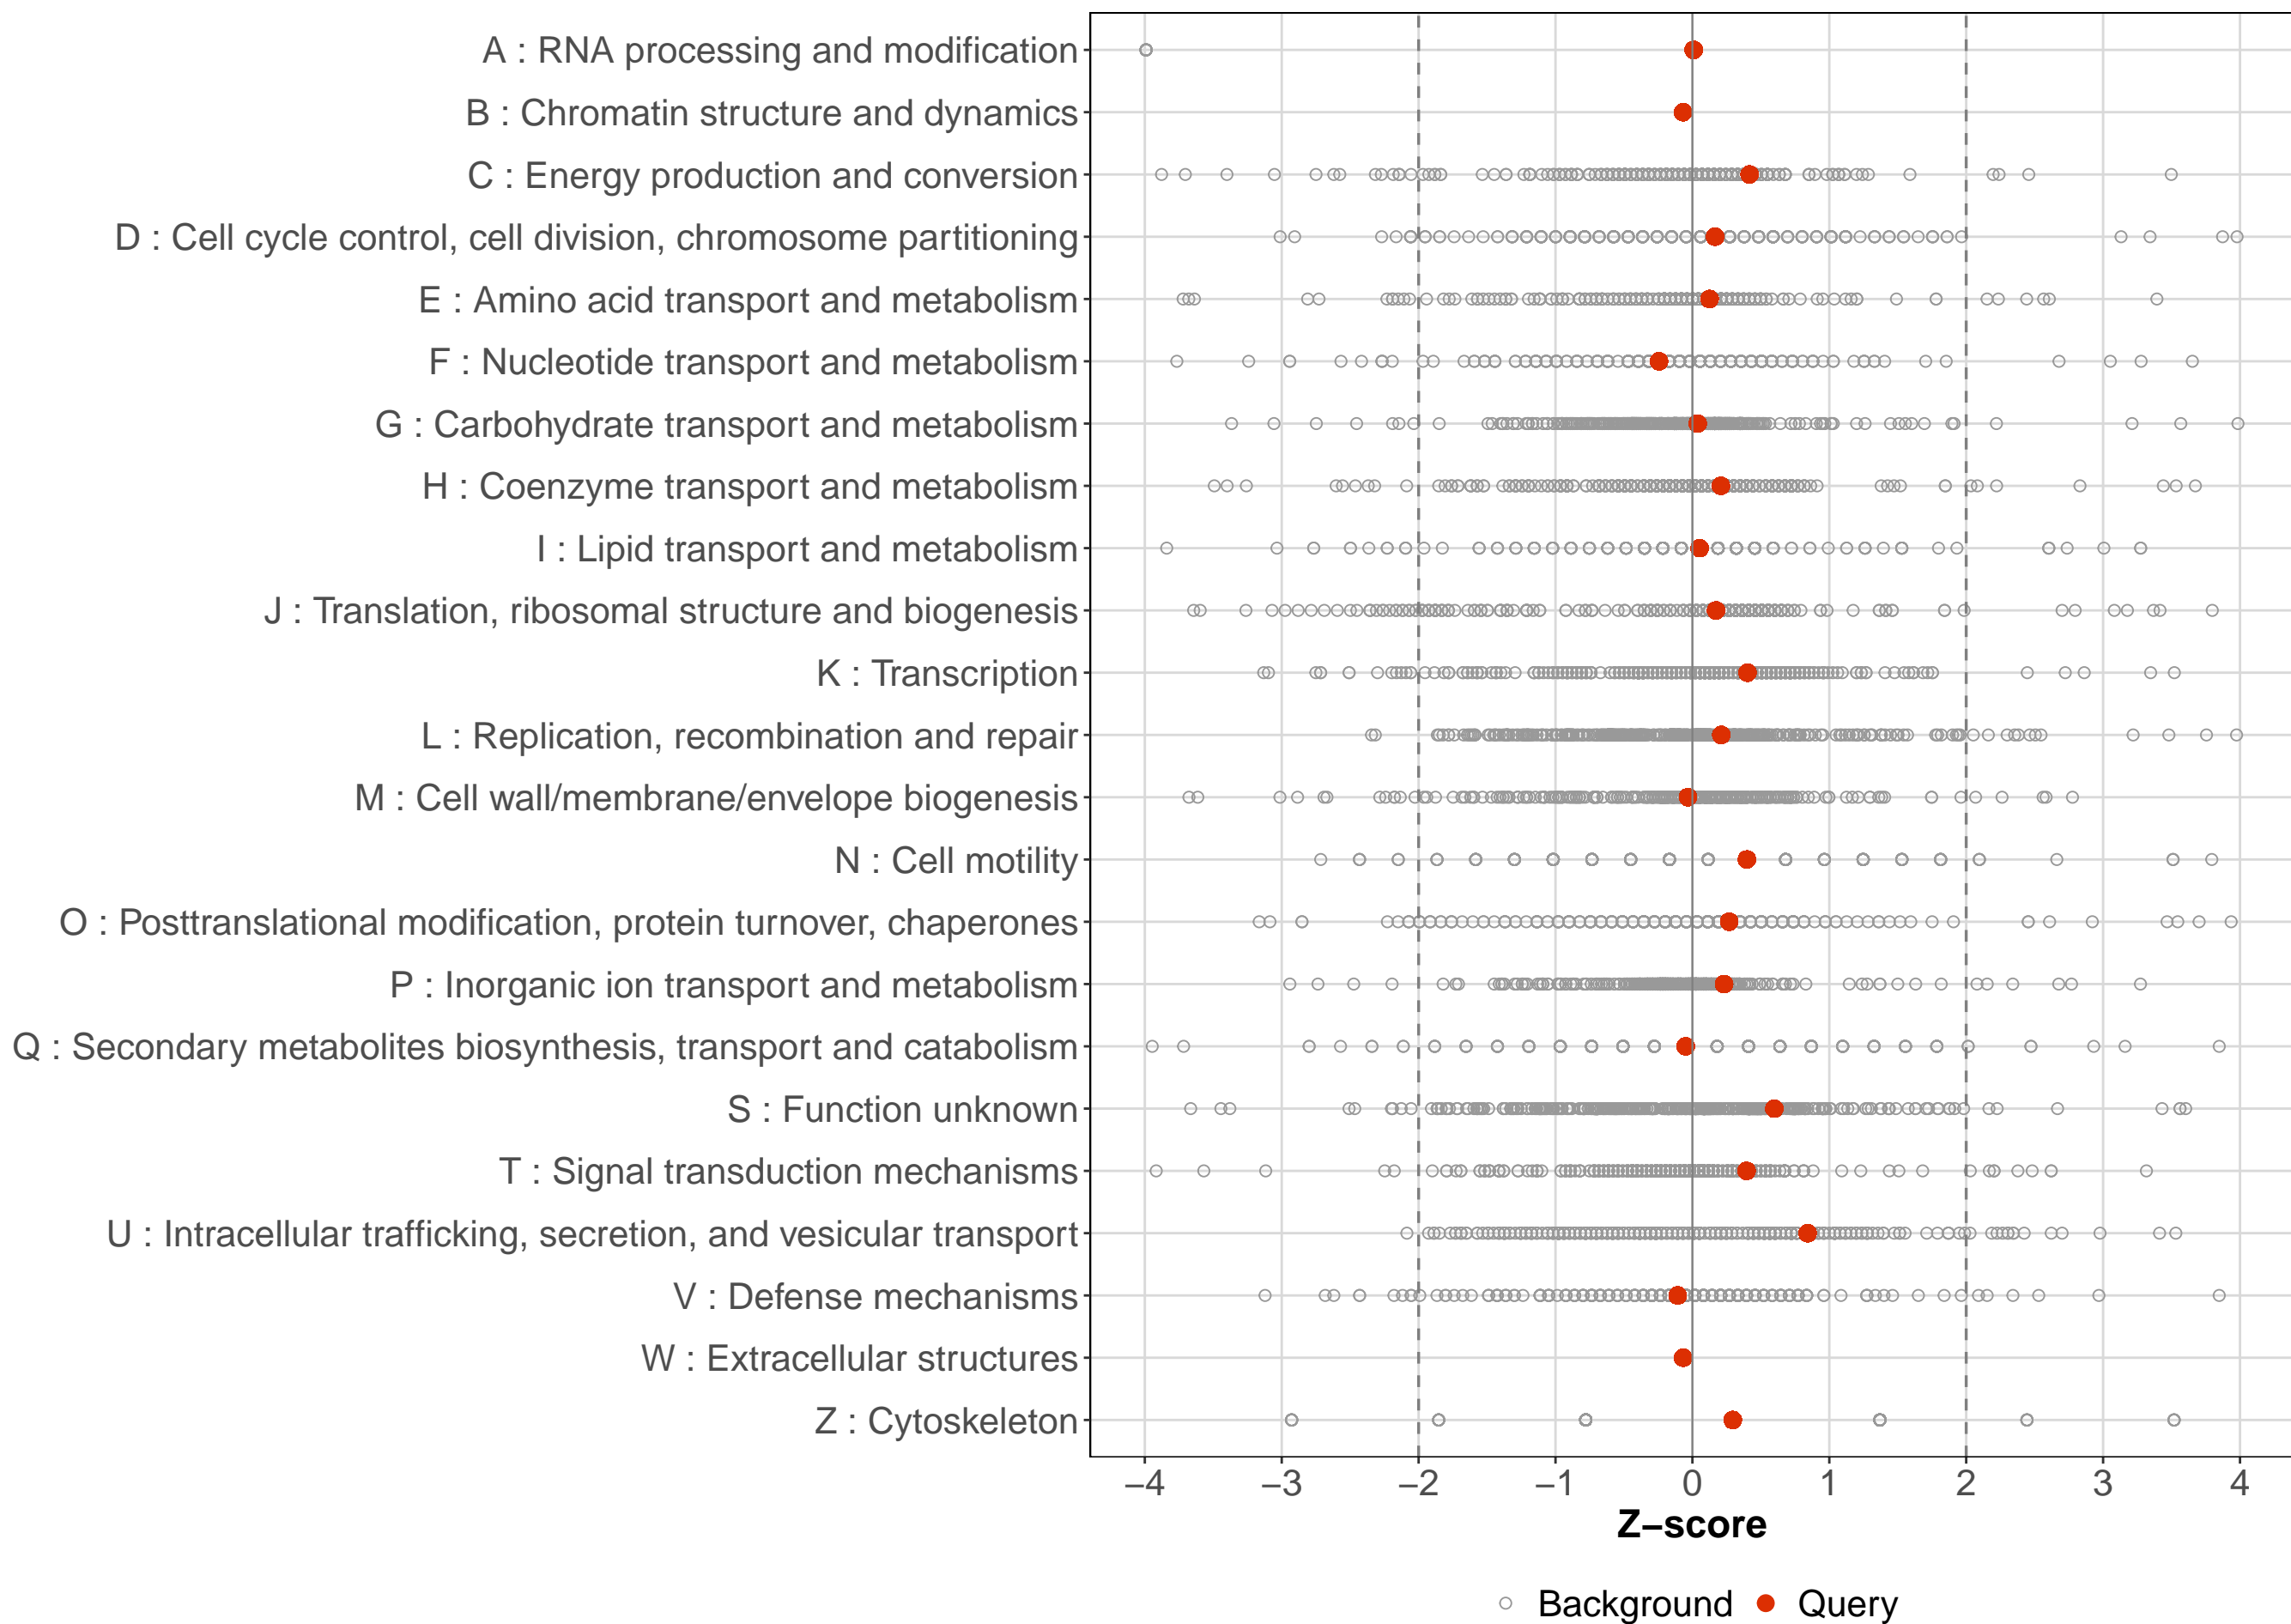 A : RNA processing and modification
B : Chromatin structure and dynamics
C : Energy production and conversion
D : Cell cycle control, cell division, chromosome partitioning
E : Amino acid transport and metabolism
F : Nucleotide transport and metabolism
G : Carbohydrate transport and metabolism
H : Coenzyme transport and metabolism
I : Lipid transport and metabolism
J : Translation, ribosomal structure and biogenesis
K : Transcription
L : Replication, recombination and repair
M : Cell wall/membrane/envelope biogenesis
N : Cell motility
O : Posttranslational modification, protein turnover, chaperones
P : Inorganic ion transport and metabolism
Q : Secondary metabolites biosynthesis, transport and catabolism
S : Function unknown
T : Signal transduction mechanisms
U : Intracellular trafficking, secretion, and vesicular transport
V : Defense mechanisms
W : Extracellular structures
Z : Cytoskeleton
−4 −3 −2 −1 0 1 2 3 4
Z−score
Background Query